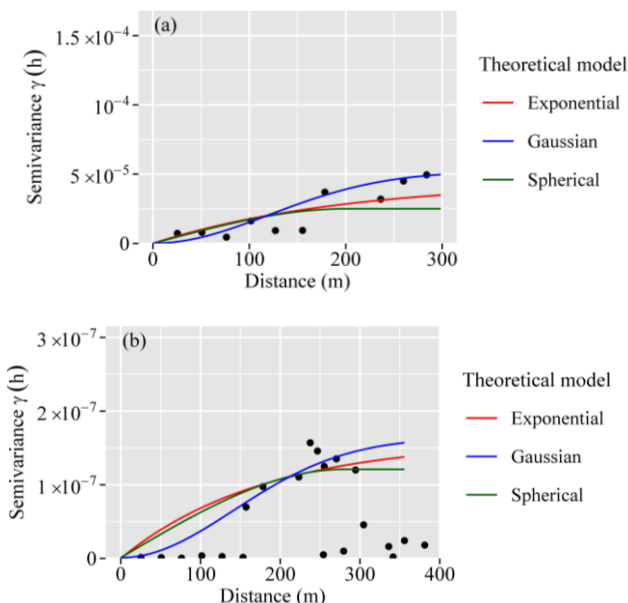 (a)
1.5×10⁻⁴
10⁻⁴
5×10⁻⁵
0
Semivariance γ (h)
0 100 200 300
Distance (m)
Theoretical model
Exponential
Gaussian
Spherical
(b)
3×10⁻⁷
2×10⁻⁷
1×10⁻⁷
0
Semivariance γ (h)
0 100 200 300 400
Distance (m)
Theoretical model
Exponential
Gaussian
Spherical